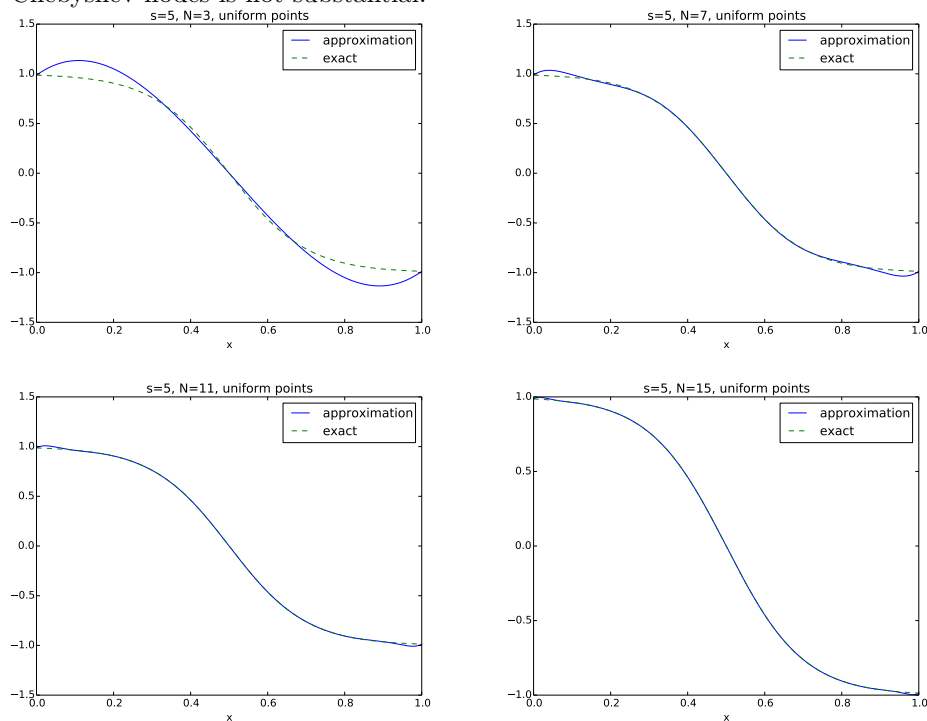 Chebyshev nodes is not substantial.
s=5, N=3, uniform points
approximation
exact
1.5
1.0
0.5
0.0
−0.5
−1.0
−1.5
0.0 0.2 0.4 0.6 0.8 1.0
x
s=5, N=7, uniform points
approximation
exact
1.5
1.0
0.5
0.0
−0.5
−1.0
−1.5
0.0 0.2 0.4 0.6 0.8 1.0
x
s=5, N=11, uniform points
approximation
exact
1.5
1.0
0.5
0.0
−0.5
−1.0
−1.5
0.0 0.2 0.4 0.6 0.8 1.0
x
s=5, N=15, uniform points
approximation
exact
1.0
0.5
0.0
−0.5
−1.0
0.0 0.2 0.4 0.6 0.8 1.0
x